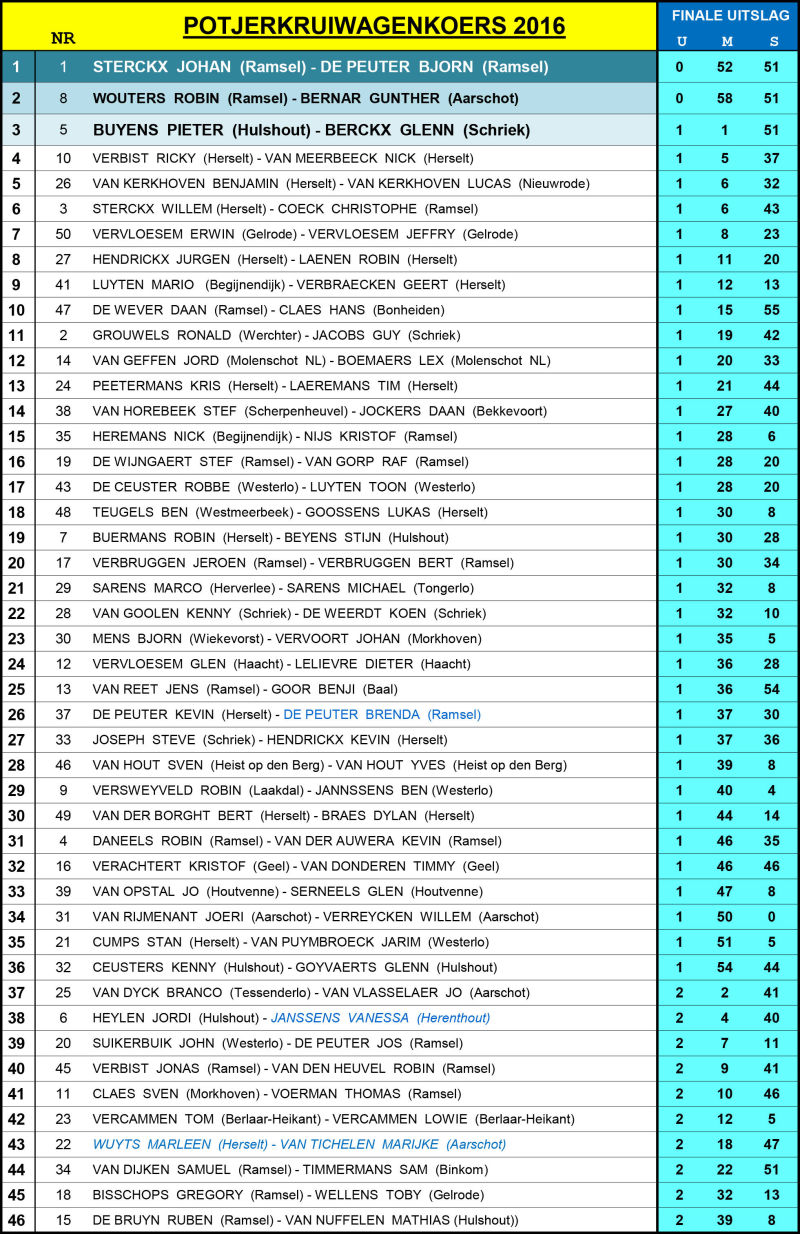 POTJERKRUIWAGENKOERS 2016 FINALE UITSLAG
NR U M S
1 1 STERCKX JOHAN (Ramsel) - DE PEUTER BJORN (Ramsel) 0 52 51
2 8 WOUTERS ROBIN (Ramsel) - BERNAR GUNTHER (Aarschot) 0 58 51
3 5 BUYENS PIETER (Hulshout) - BERCKX GLENN (Schriek) 1 1 51
4 10 VERBIST RICKY (Herselt) - VAN MEERBEECK NICK (Herselt) 1 5 37
5 26 VAN KERKHOVEN BENJAMIN (Herselt) - VAN KERKHOVEN LUCAS (Nieuwrode) 1 6 32
6 3 STERCKX WILLEM (Herselt) - COECK CHRISTOPHE (Ramsel) 1 6 43
7 50 VERVLOESEM ERWIN (Gelrode) - VERVLOESEM JEFFRY (Gelrode) 1 8 23
8 27 HENDRICKX JURGEN (Herselt) - LAENEN ROBIN (Herselt) 1 11 20
9 41 LUYTEN MARIO (Begijnendijk) - VERBRAECKEN GEERT (Herselt) 1 12 13
10 47 DE WEVER DAAN (Ramsel) - CLAES HANS (Bonheiden) 1 15 55
11 2 GROUWELS RONALD (Werchter) - JACOBS GUY (Schriek) 1 19 42
12 14 VAN GEFFEN JORD (Molenschot NL) - BOEMAERS LEX (Molenschot NL) 1 20 33
13 24 PEETERMANS KRIS (Herselt) - LAEREMANS TIM (Herselt) 1 21 44
14 38 VAN HOREBEEK STEF (Scherpenheuvel) - JOCKERS DAAN (Bekkevoort) 1 27 40
15 35 HEREMANS NICK (Begijnendijk) - NIJS KRISTOF (Ramsel) 1 28 6
16 19 DE WIJNGAERT STEF (Ramsel) - VAN GORP RAF (Ramsel) 1 28 20
17 43 DE CEUSTER ROBBE (Westerlo) - LUYTEN TOON (Westerlo) 1 28 20
18 48 TEUGELS BEN (Westmeerbeek) - GOOSSENS LUKAS (Herselt) 1 30 8
19 7 BUERMANS ROBIN (Herselt) - BEYENS STIJN (Hulshout) 1 30 28
20 17 VERBRUGGEN JEROEN (Ramsel) - VERBRUGGEN BERT (Ramsel) 1 30 34
21 29 SARENS MARCO (Herverlee) - SARENS MICHAEL (Tongerlo) 1 32 8
22 28 VAN GOOLEN KENNY (Schriek) - DE WEERDT KOEN (Schriek) 1 32 10
23 30 MENS BJORN (Wiekevorst) - VERVOORT JOHAN (Morkhoven) 1 35 5
24 12 VERVLOESEM GLEN (Haacht) - LELIEVRE DIETER (Haacht) 1 36 28
25 13 VAN REET JENS (Ramsel) - GOOR BENJI (Baal) 1 36 54
26 37 DE PEUTER KEVIN (Herselt) - DE PEUTER BRENDA (Ramsel) 1 37 30
27 33 JOSEPH STEVE (Schriek) - HENDRICKX KEVIN (Herselt) 1 37 36
28 46 VAN HOUT SVEN (Heist op den Berg) - VAN HOUT YVES (Heist op den Berg) 1 39 8
29 9 VERSWEYVELD ROBIN (Laakdal) - JANNSSENS BEN (Westerlo) 1 40 4
30 49 VAN DER BORGHT BERT (Herselt) - BRAES DYLAN (Herselt) 1 44 14
31 4 DANEELS ROBIN (Ramsel) - VAN DER AUWERA KEVIN (Ramsel) 1 46 35
32 16 VERACHTERT KRISTOF (Geel) - VAN DONDEREN TIMMY (Geel) 1 46 46
33 39 VAN OPSTAL JO (Houtvenne) - SERNEELS GLEN (Houtvenne) 1 47 8
34 31 VAN RIJMENANT JOERI (Aarschot) - VERREYCKEN WILLEM (Aarschot) 1 50 0
35 21 CUMPS STAN (Herselt) - VAN PUYMBROECK JARIM (Westerlo) 1 51 5
36 32 CEUSTERS KENNY (Hulshout) - GOYVAERTS GLENN (Hulshout) 1 54 44
37 25 VAN DYCK BRANCO (Tessenderlo) - VAN VLASSELAER JO (Aarschot) 2 2 41
38 6 HEYLEN JORDI (Hulshout) - JANSSENS VANESSA (Herenthout) 2 4 40
39 20 SUIKERBUIK JOHN (Westerlo) - DE PEUTER JOS (Ramsel) 2 7 11
40 45 VERBIST JONAS (Ramsel) - VAN DEN HEUVEL ROBIN (Ramsel) 2 9 41
41 11 CLAES SVEN (Morkhoven) - VOERMAN THOMAS (Ramsel) 2 10 46
42 23 VERCAMMEN TOM (Berlaar-Heikant) - VERCAMMEN LOWIE (Berlaar-Heikant) 2 12 5
43 22 WUYTS MARLEEN (Herselt) - VAN TICHELEN MARIJKE (Aarschot) 2 18 47
44 34 VAN DIJKEN SAMUEL (Ramsel) - TIMMERMANS SAM (Binkom) 2 22 51
45 18 BISSCHOPS GREGORY (Ramsel) - WELLENS TOBY (Gelrode) 2 32 13
46 15 DE BRUYN RUBEN (Ramsel) - VAN NUFFELEN MATHIAS (Hulshout)) 2 39 8